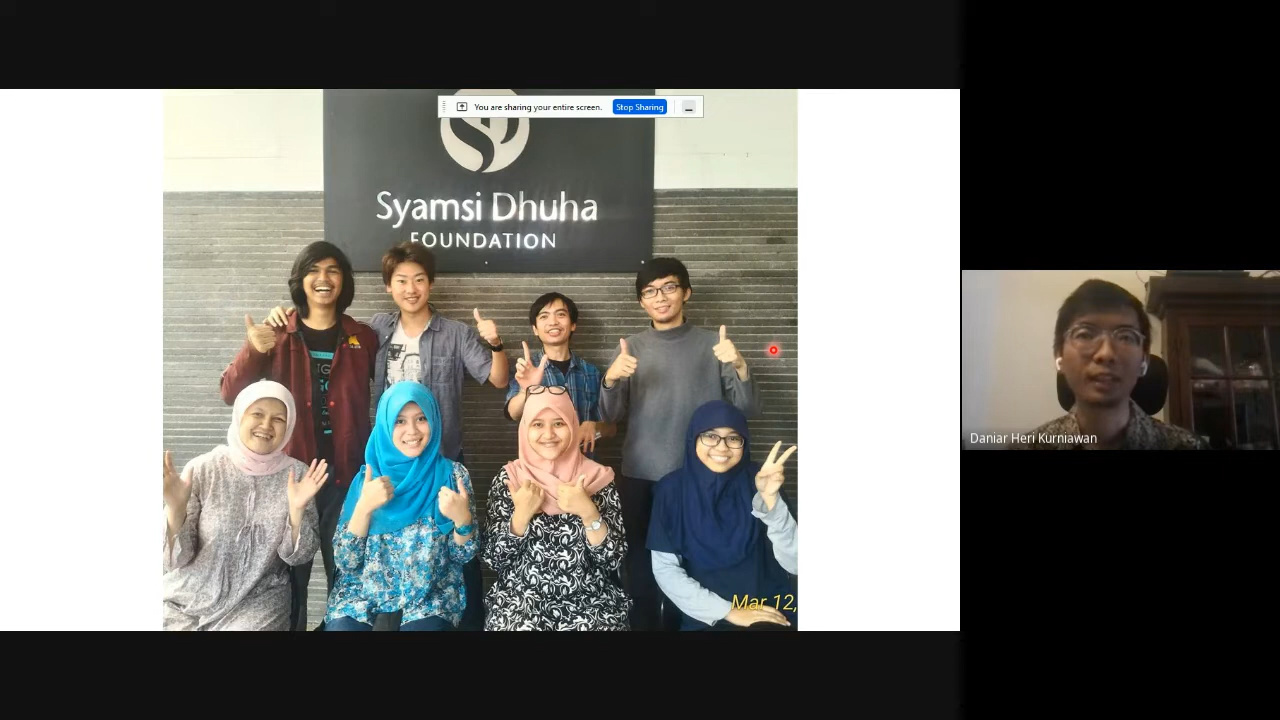 You are sharing your entire screen.
Stop Sharing
Syamsi Dhuha
FOUNDATION
Mar 12,
Daniar Heri Kurniawan